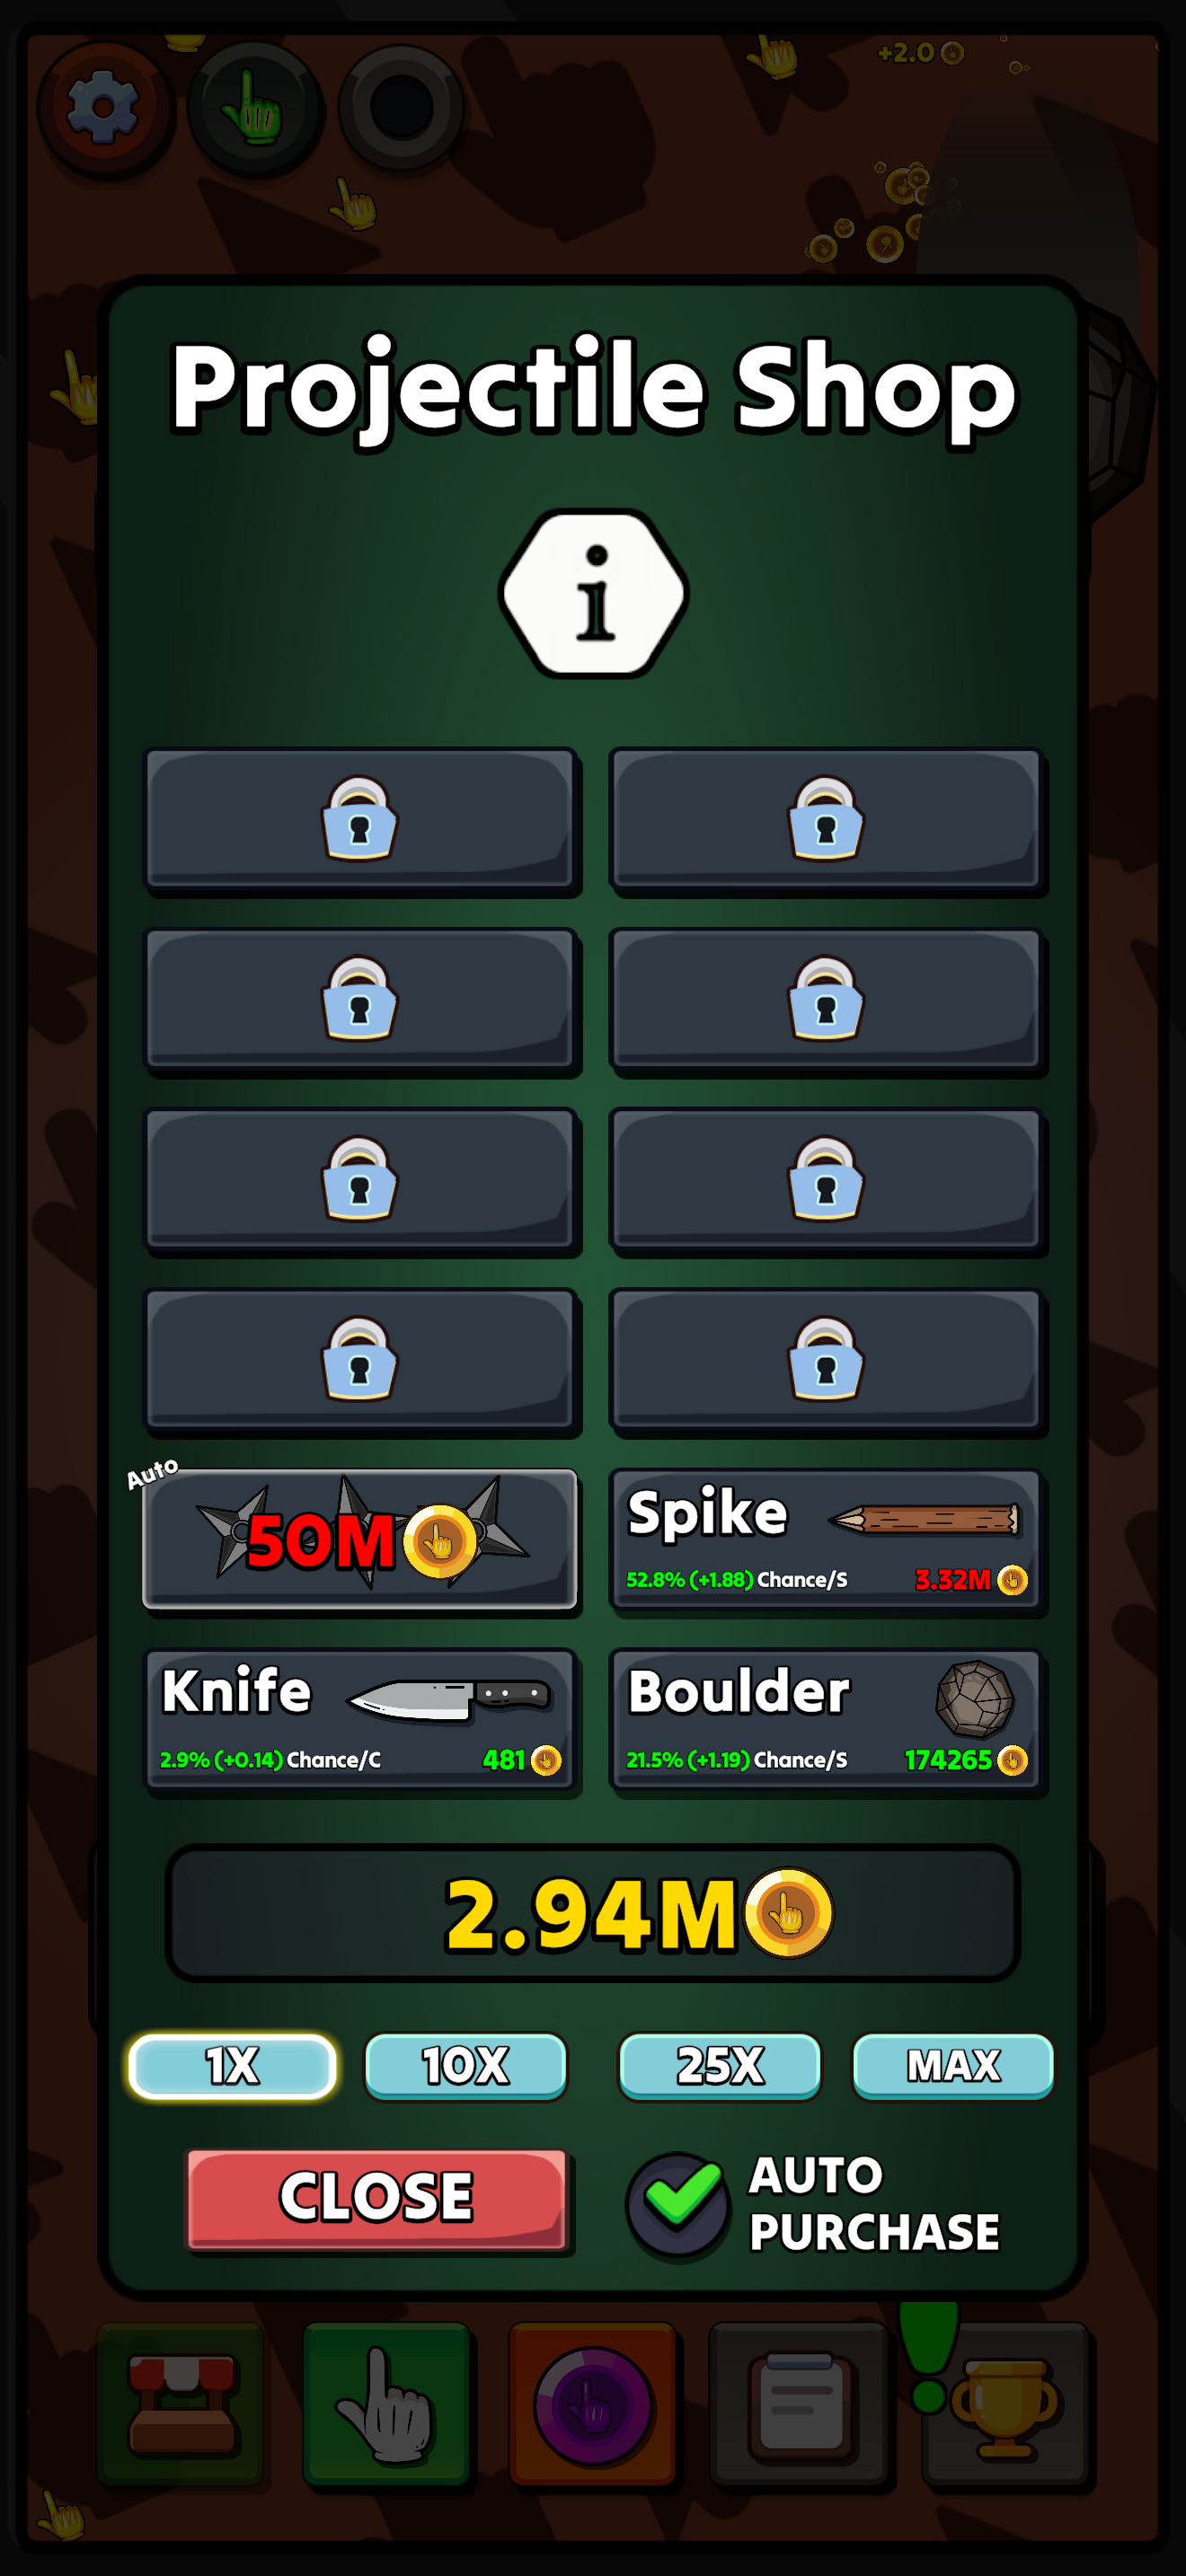 +2.0
Projectile Shop
i
Auto
50M
Spike
52.8% (+1.88) Chance/S
3.32M
Knife
2.9% (+0.14) Chance/C
481
Boulder
21.5% (+1.19) Chance/S
174265
2.94M
1X
10X
25X
MAX
CLOSE
AUTO
PURCHASE